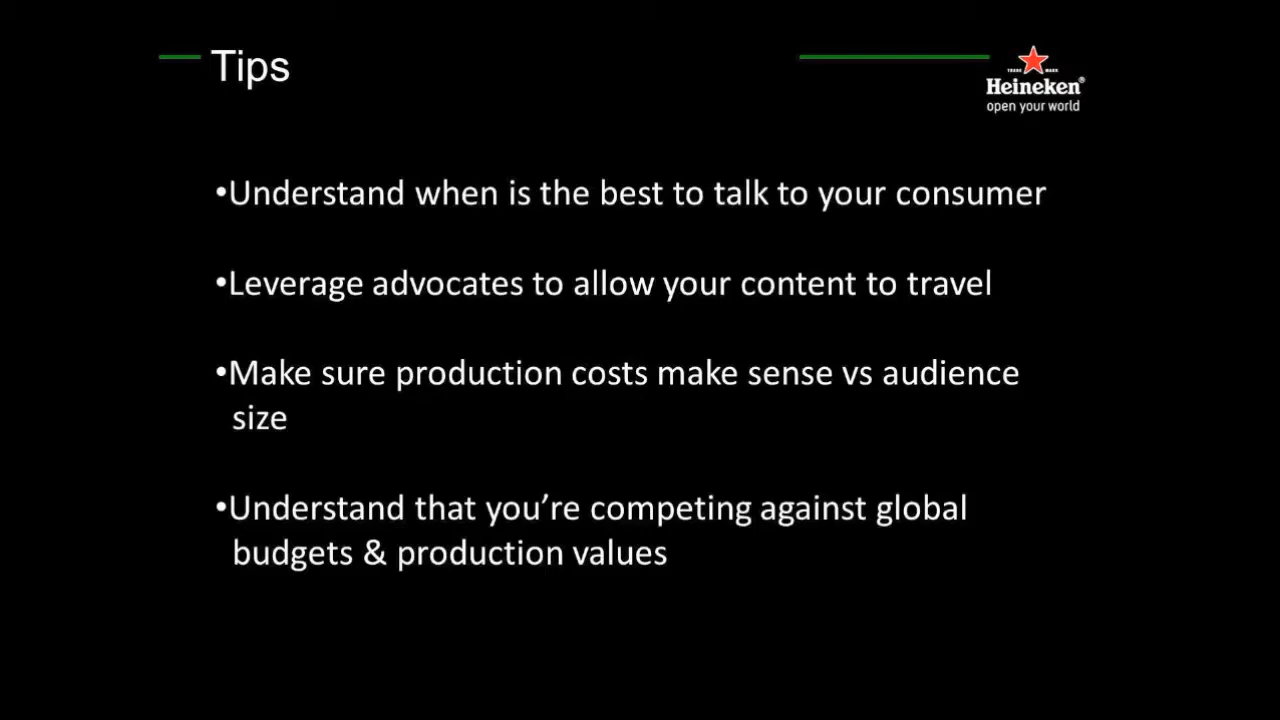 Tips
TRADE MARK
Heineken®
open your world
•Understand when is the best to talk to your consumer
•Leverage advocates to allow your content to travel
•Make sure production costs make sense vs audience
size
•Understand that you’re competing against global
budgets & production values